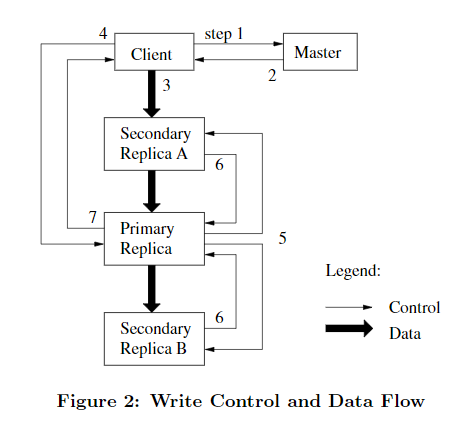 4
step 1
Client
Master
2
3
Secondary
Replica A
6
7
Primary
Replica
5
Legend:
Control
6
Secondary
Replica B
Data
Figure 2: Write Control and Data Flow